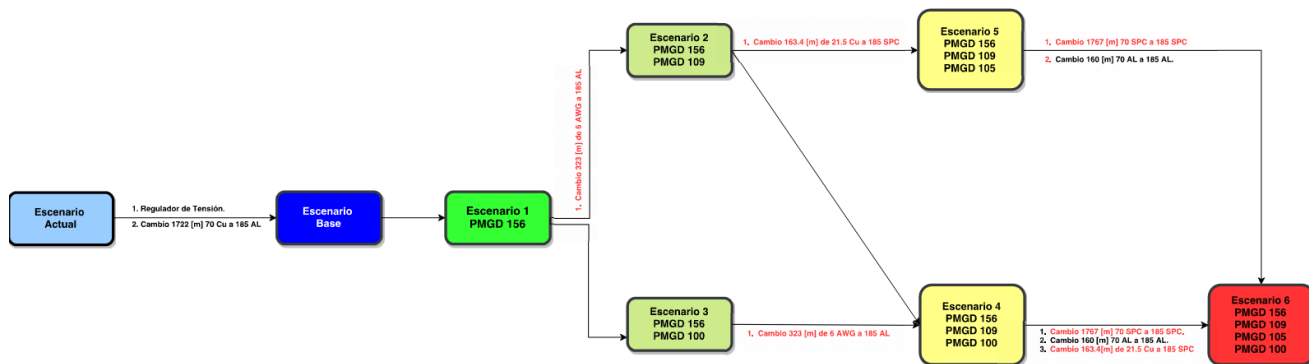 Escenario
Actual
1. Regulador de Tensión.
2. Cambio 1722 [m] 70 Cu a 185 AL
Escenario
Base
Escenario 1
PMGD 156
1. Cambio 323 [m] de 6 AWG a 185 AL
Escenario 2
PMGD 156
PMGD 109
1. Cambio 163.4 [m] de 21.5 Cu a 185 SPC
Escenario 5
PMGD 156
PMGD 109
PMGD 105
1. Cambio 1767 [m] 70 SPC a 185 SPC
2. Cambio 160 [m] 70 AL a 185 AL.
Escenario 3
PMGD 156
PMGD 100
1. Cambio 323 [m] de 6 AWG a 185 AL
Escenario 4
PMGD 156
PMGD 109
PMGD 100
1. Cambio 1767 [m] 70 SPC a 185 SPC.
2. Cambio 160 [m] 70 AL a 185 AL.
3. Cambio 163.4[m] de 21.5 Cu a 185 SPC
Escenario 6
PMGD 156
PMGD 109
PMGD 105
PMGD 100